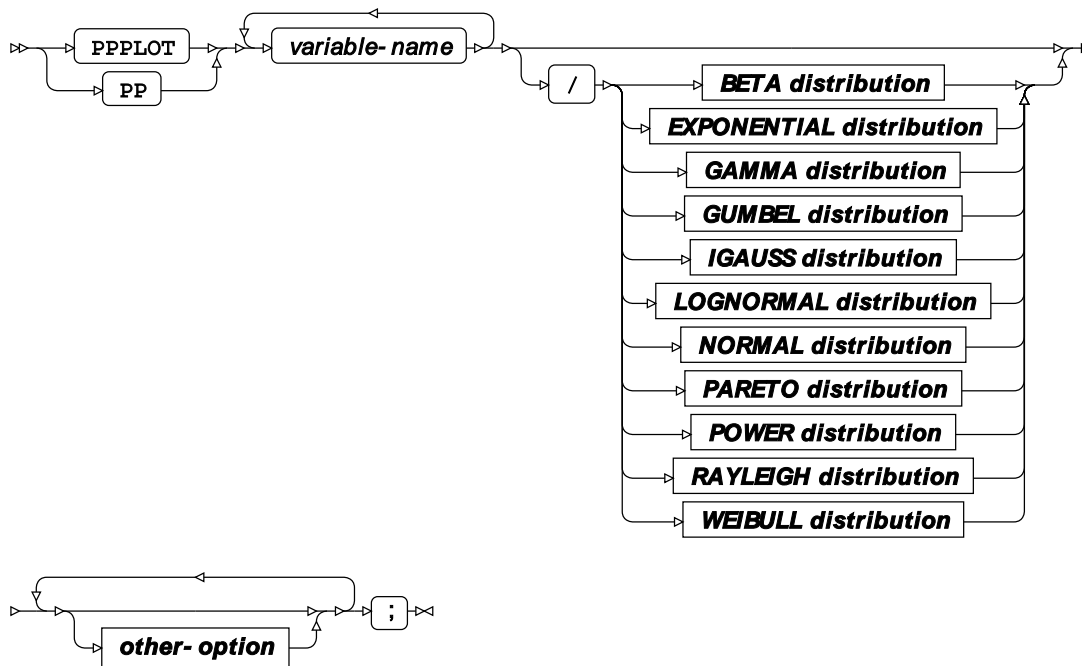 PPPLOT
PP
variable-name
/
BETA distribution
EXPONENTIAL distribution
GAMMA distribution
GUMBEL distribution
IGAUSS distribution
LOGNORMAL distribution
NORMAL distribution
PARETO distribution
POWER distribution
RAYLEIGH distribution
WEIBULL distribution
other-option
;